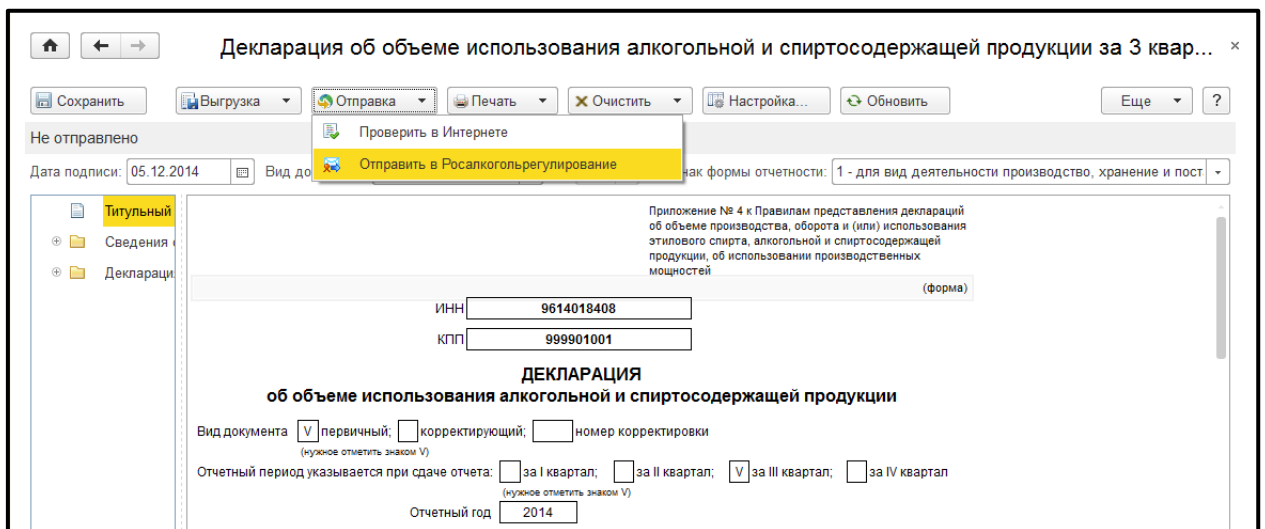 Декларация об объеме использования алкогольной и спиртосодержащей продукции за 3 квар... ×
Сохранить Выгрузка Отправка Печать Очистить Настройка... Обновить Еще ?
Не отправлено
Проверить в Интернете
Отправить в Росалкогольрегулирование
Дата подписи: 05.12.2014 Вид до нак формы отчетности: 1 - для вид деятельности производство, хранение и пост
Титульный
Сведения
Деклараци
Приложение № 4 к Правилам представления деклараций
об объеме производства, оборота и (или) использования
этилового спирта, алкогольной и спиртосодержащей
продукции, об использовании производственных
мощностей
(форма)
ИНН 9614018408
КПП 999901001
ДЕКЛАРАЦИЯ
об объеме использования алкогольной и спиртосодержащей продукции
Вид документа V первичный; корректирующий; номер корректировки
(нужное отметить знаком V)
Отчетный период указывается при сдаче отчета: за I квартал; за II квартал; V за III квартал; за IV квартал
(нужное отметить знаком V)
Отчетный год 2014